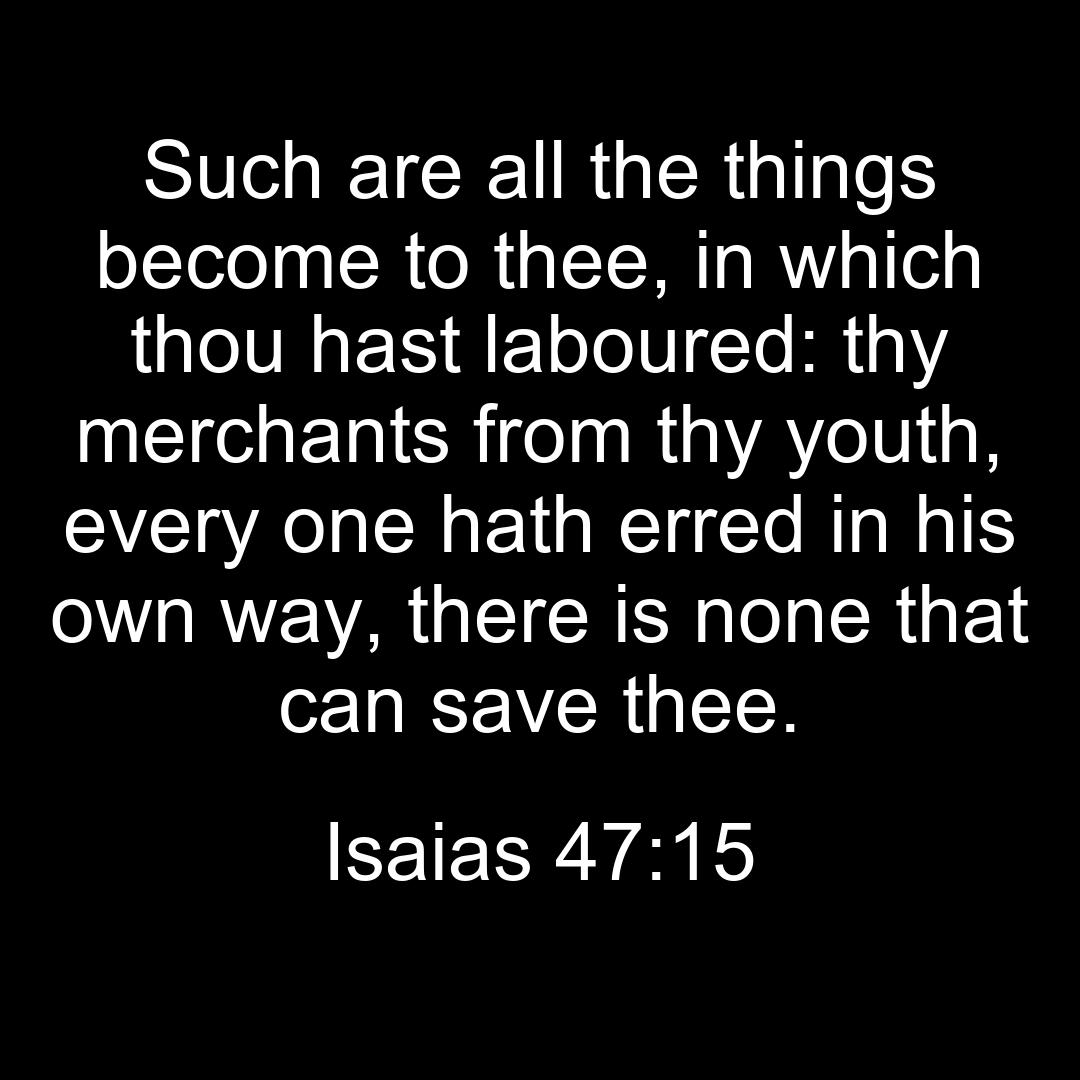 Such are all the things
become to thee, in which
thou hast laboured: thy
merchants from thy youth,
every one hath erred in his
own way, there is none that
can save thee.
Isaias 47:15